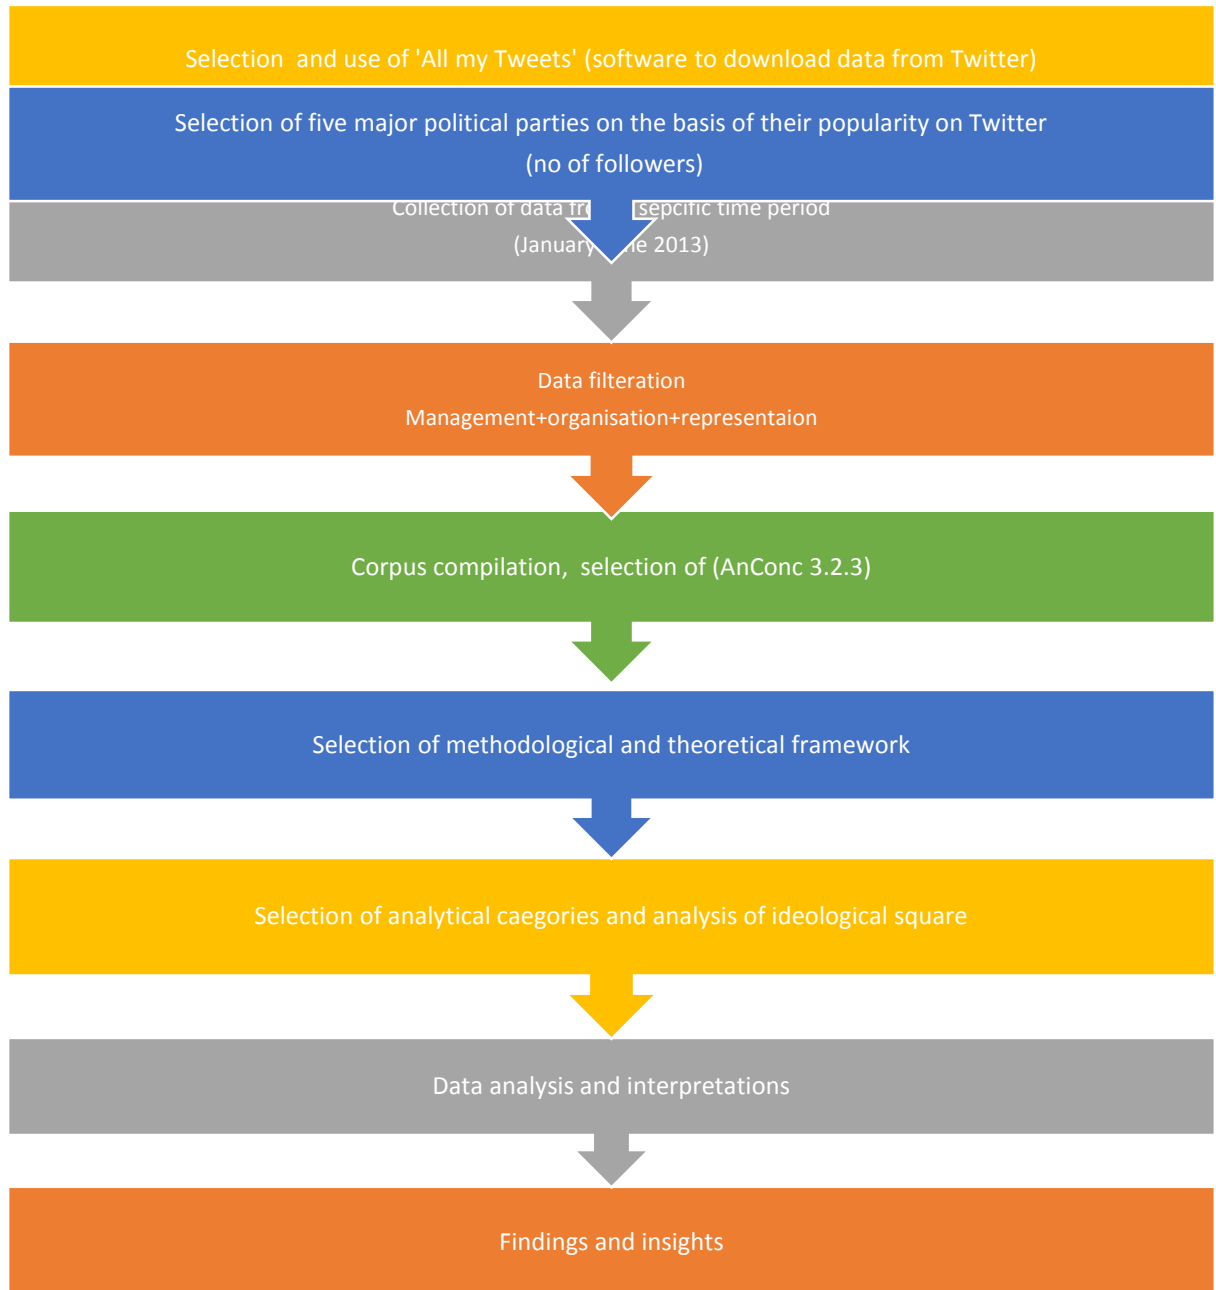 Selection and use of 'All my Tweets' (software to download data from Twitter)
Selection of five major political parties on the basis of their popularity on Twitter
(no of followers)
Collection of data sepcific time period
(January 2013)
Data filteration
Management+organisation+representaion
Corpus compilation, selection of (AnConc 3.2.3)
Selection of methodological and theoretical framework
Selection of analytical caegories and analysis of ideological square
Data analysis and interpretations
Findings and insights